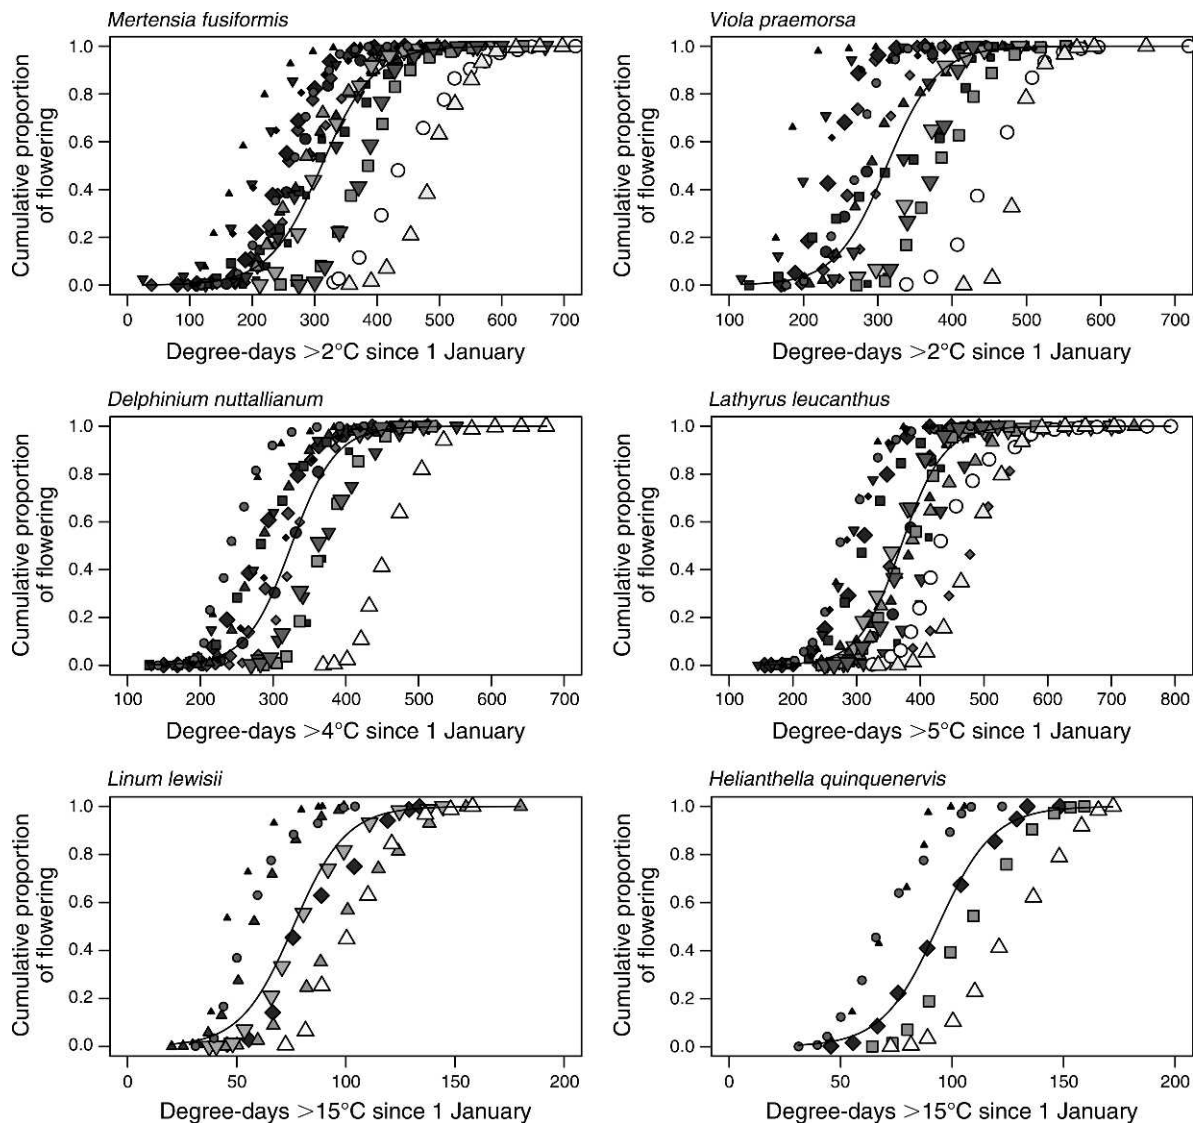 Mertensia fusiformis
Cumulative proportion
of flowering
1.0
0.8
0.6
0.4
0.2
0.0
0 100 200 300 400 500 600 700
Degree-days >2°C since 1 January
Viola praemorsa
Cumulative proportion
of flowering
1.0
0.8
0.6
0.4
0.2
0.0
100 200 300 400 500 600 700
Degree-days >2°C since 1 January
Delphinium nuttallianum
Cumulative proportion
of flowering
1.0
0.8
0.6
0.4
0.2
0.0
100 200 300 400 500 600 700
Degree-days >4°C since 1 January
Lathyrus leucanthus
Cumulative proportion
of flowering
1.0
0.8
0.6
0.4
0.2
0.0
100 200 300 400 500 600 700 800
Degree-days >5°C since 1 January
Linum lewisii
Cumulative proportion
of flowering
1.0
0.8
0.6
0.4
0.2
0.0
0 50 100 150 200
Degree-days >15°C since 1 January
Helianthella quinquenervis
Cumulative proportion
of flowering
1.0
0.8
0.6
0.4
0.2
0.0
0 50 100 150 200
Degree-days >15°C since 1 January